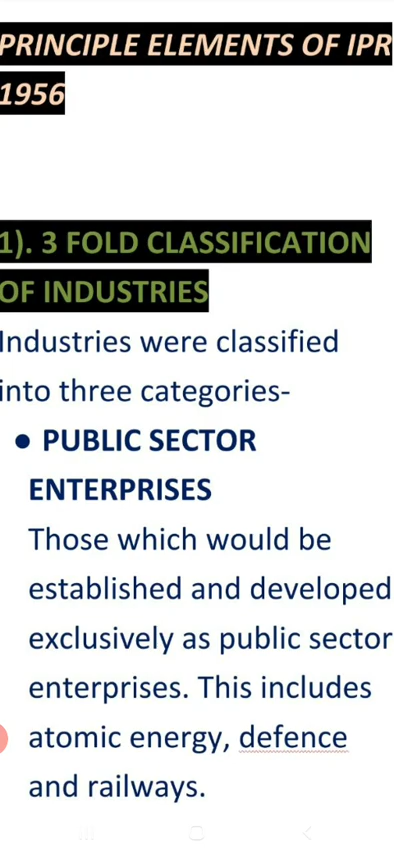 PRINCIPLE ELEMENTS OF IPR
1956
1). 3 FOLD CLASSIFICATION
OF INDUSTRIES
Industries were classified
into three categories-
● PUBLIC SECTOR
ENTERPRISES
Those which would be
established and developed
exclusively as public sector
enterprises. This includes
atomic energy, defence
and railways.